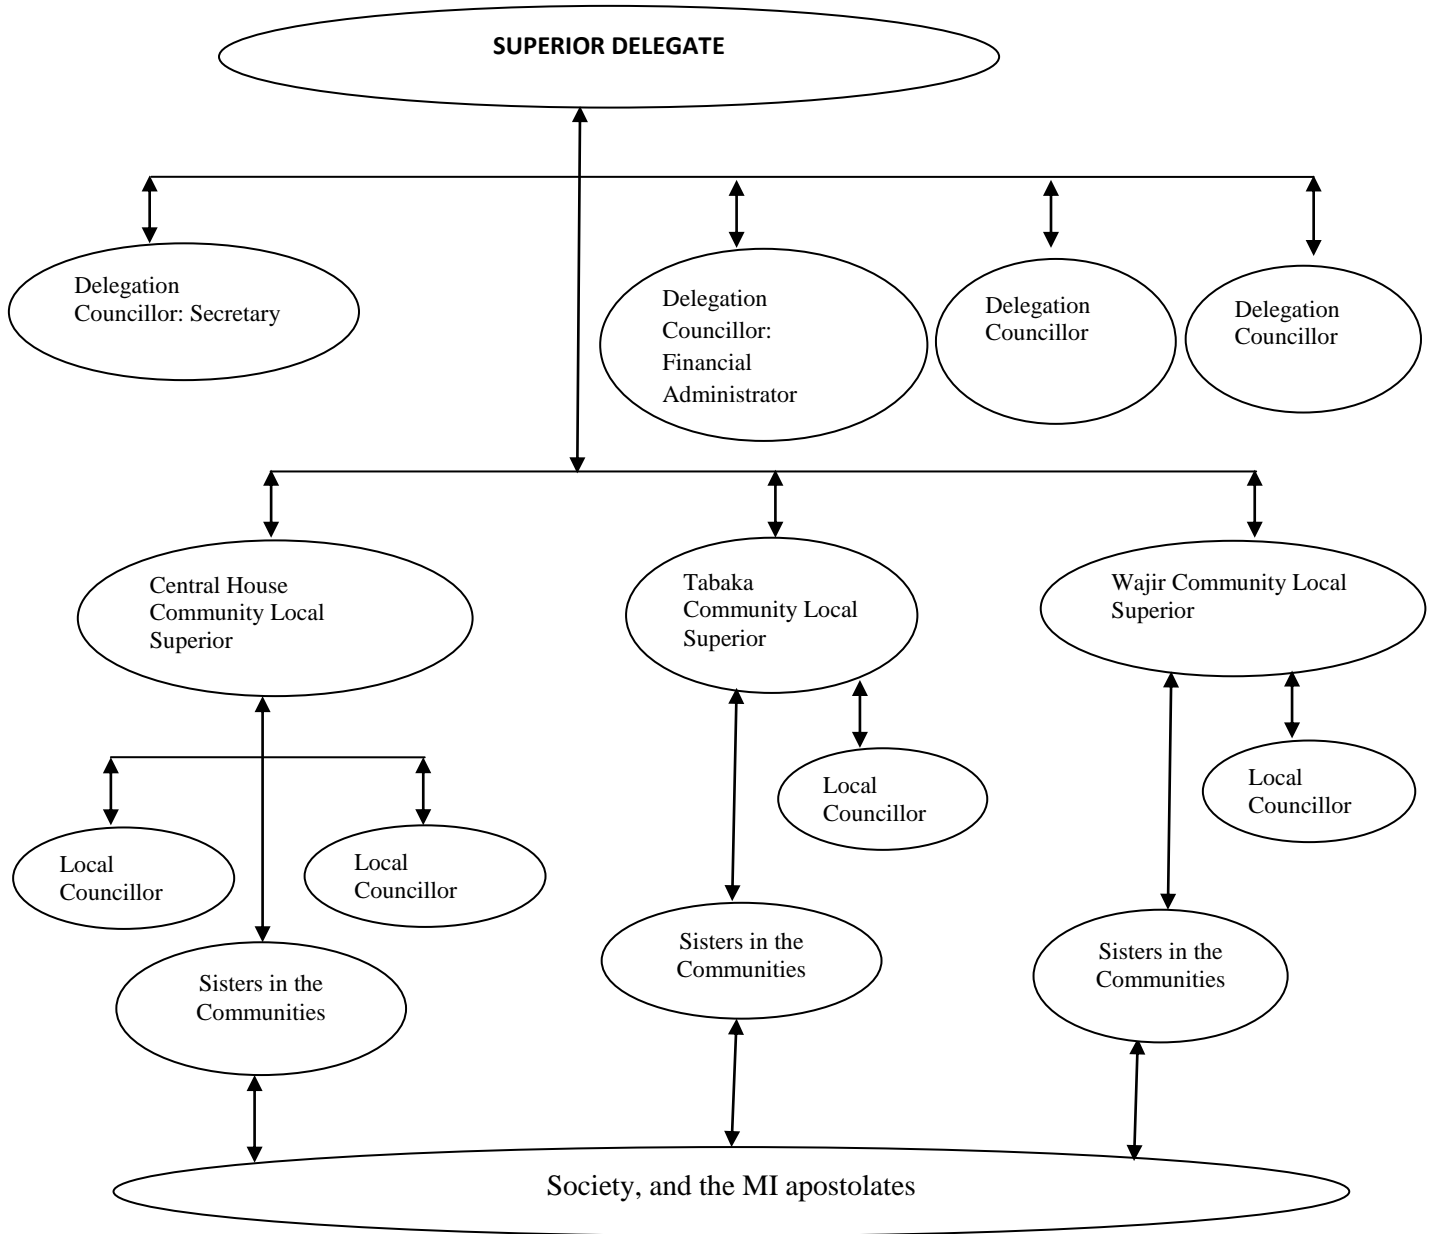 SUPERIOR DELEGATE
Delegation
Councillor: Secretary
Delegation
Councillor:
Financial
Administrator
Delegation
Councillor
Delegation
Councillor
Central House
Community Local
Superior
Tabaka
Community Local
Superior
Wajir Community Local
Superior
Local
Councillor
Local
Councillor
Local
Councillor
Local
Councillor
Sisters in the
Communities
Sisters in the
Communities
Sisters in the
Communities
Society, and the MI apostolates